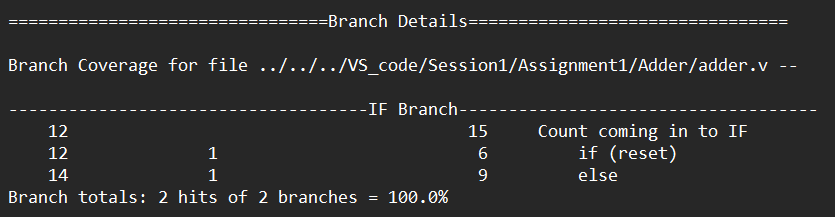 ================================Branch Details================================
Branch Coverage for file ../../../VS_code/Session1/Assignment1/Adder/adder.v --
------------------------------------IF Branch------------------------------------
    12                                        15     Count coming in to IF
    12              1                          6         if (reset)
    14              1                          9         else
Branch totals: 2 hits of 2 branches = 100.0%